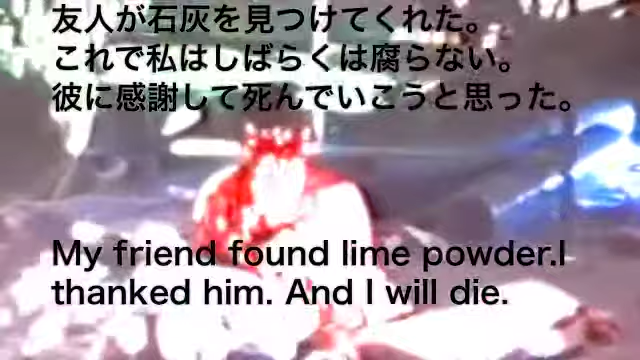 友人が石灰を見つけてくれた。
これで私はしばらくは腐らない。
彼に感謝して死んでいこうと思った。
My friend found lime powder.I
thanked him. And I will die.